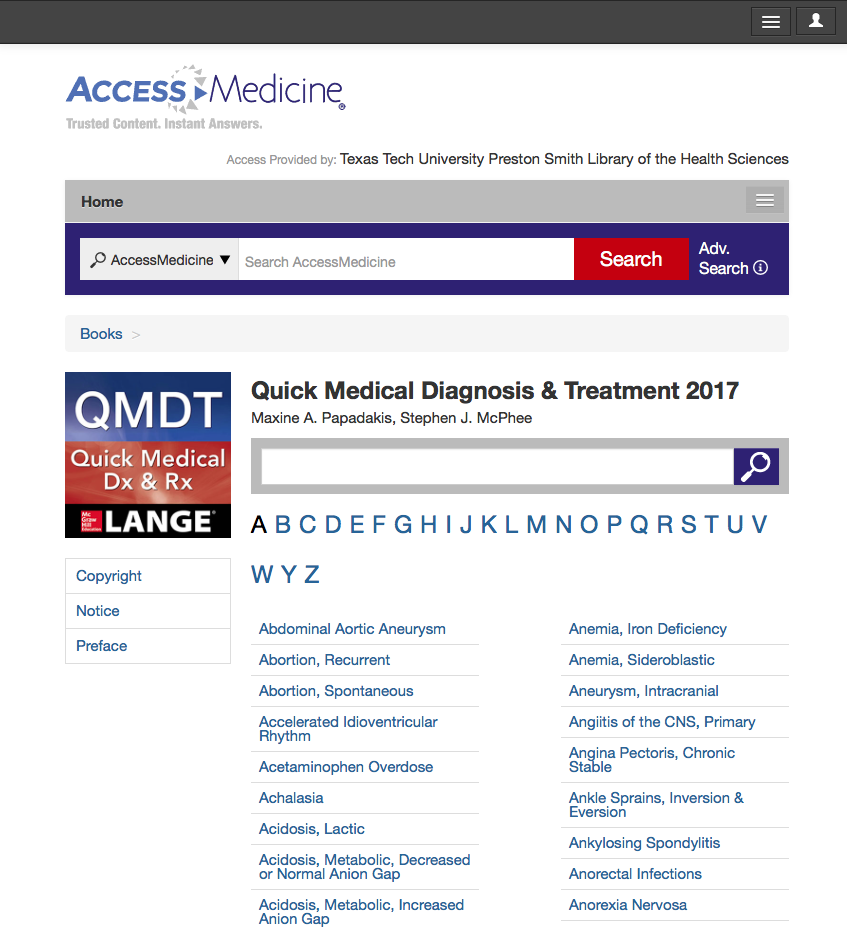 ACCESS Medicine®
Trusted Content. Instant Answers.
Access Provided by: Texas Tech University Preston Smith Library of the Health Sciences
Home
AccessMedicine ▼
Search AccessMedicine
Search
Adv.
Search
Books >
QMDT
Quick Medical
Dx & Rx
Mc
Graw
Hill
Education
LANGE®
Copyright
Notice
Preface
Quick Medical Diagnosis & Treatment 2017
Maxine A. Papadakis, Stephen J. McPhee
A B C D E F G H I J K L M N O P Q R S T U V
W Y Z
Abdominal Aortic Aneurysm
Abortion, Recurrent
Abortion, Spontaneous
Accelerated Idioventricular
Rhythm
Acetaminophen Overdose
Achalasia
Acidosis, Lactic
Acidosis, Metabolic, Decreased
or Normal Anion Gap
Acidosis, Metabolic, Increased
Anion Gap
Anemia, Iron Deficiency
Anemia, Sideroblastic
Aneurysm, Intracranial
Angiitis of the CNS, Primary
Angina Pectoris, Chronic
Stable
Ankle Sprains, Inversion &
Eversion
Ankylosing Spondylitis
Anorectal Infections
Anorexia Nervosa